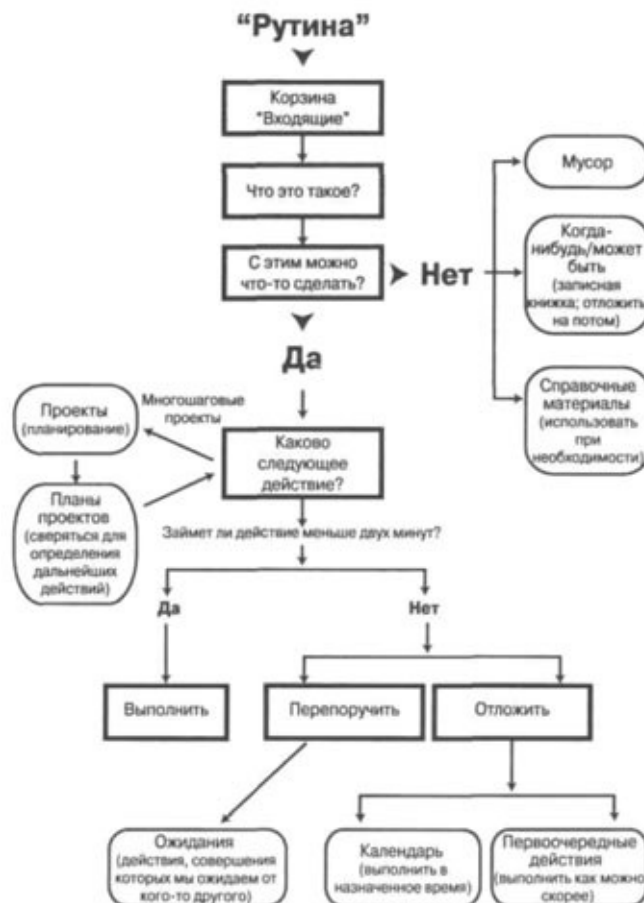 “Рутина”
Корзина
"Входящие"
Что это такое?
С этим можно
что-то сделать?
Нет
Мусор
Когда-
нибудь/может
быть
(записная
книжка; отложить
на потом)
Справочные
материалы
(использовать
при
необходимости)
Да
Многошаговые
проекты
Проекты
(планирование)
Каково
следующее
действие?
Планы
проектов
(сверяться для
определения
дальнейших
действий)
Займет ли действие меньше двух минут?
Да
Нет
Выполнить
Перепоручить
Отложить
Ожидания
(действия, совершения
которых мы ожидаем от
кого-то другого)
Календарь
(выполнить в
назначенное время)
Первоочередные
действия
(выполнить как можно
скорее)